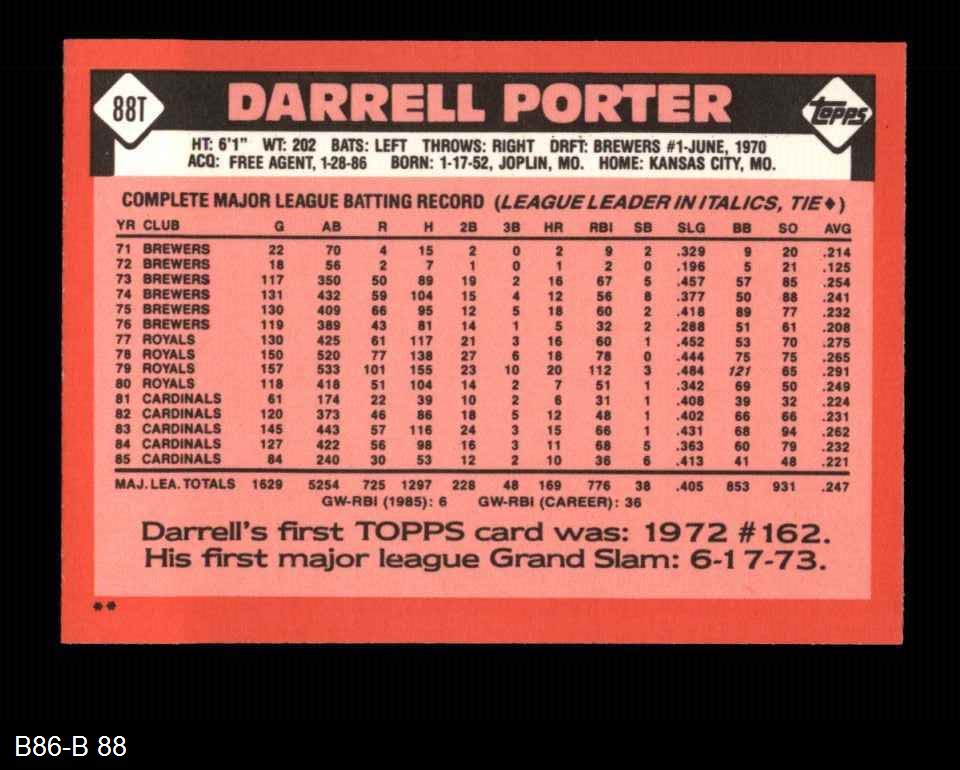 88T
DARRELL PORTER
topps
HT: 6'1" WT: 202 BATS: LEFT THROWS: RIGHT DRFT: BREWERS #1-JUNE, 1970
ACQ: FREE AGENT, 1-28-86 BORN: 1-17-52, JOPLIN, MO. HOME: KANSAS CITY, MO.
COMPLETE MAJOR LEAGUE BATTING RECORD (LEAGUE LEADER IN ITALICS, TIE♦)
YR CLUB G AB R H 2B 3B HR RBI SB SLG BB SO AVG
71 BREWERS 22 70 4 15 2 0 2 9 2 .329 9 20 .214
72 BREWERS 18 56 2 7 1 0 1 2 0 .196 5 21 .125
73 BREWERS 117 350 50 89 19 2 16 67 5 .457 57 85 .254
74 BREWERS 131 432 59 104 15 4 12 56 8 .377 50 88 .241
75 BREWERS 130 409 66 95 12 5 18 60 2 .418 89 77 .232
76 BREWERS 119 389 43 81 14 1 5 32 2 .288 51 61 .208
77 ROYALS 130 425 61 117 21 3 16 60 1 .452 53 70 .275
78 ROYALS 150 520 77 138 27 6 18 78 0 .444 75 75 .265
79 ROYALS 157 533 101 155 23 10 20 112 3 .484 121 65 .291
80 ROYALS 118 418 51 104 14 2 7 51 1 .342 69 50 .249
81 CARDINALS 61 174 22 39 10 2 6 31 1 .408 39 32 .224
82 CARDINALS 120 373 46 86 18 5 12 48 1 .402 66 66 .231
83 CARDINALS 145 443 57 116 24 3 15 66 1 .431 68 94 .262
84 CARDINALS 127 422 56 98 16 3 11 68 5 .363 60 79 .232
85 CARDINALS 84 240 30 53 12 2 10 36 6 .413 41 48 .221
MAJ. LEA. TOTALS 1629 5254 725 1297 228 48 169 776 38 .405 853 931 .247
GW-RBI (1985): 6 GW-RBI (CAREER): 36
Darrell's first TOPPS card was: 1972 #162.
His first major league Grand Slam: 6-17-73.
**
B86-B 88